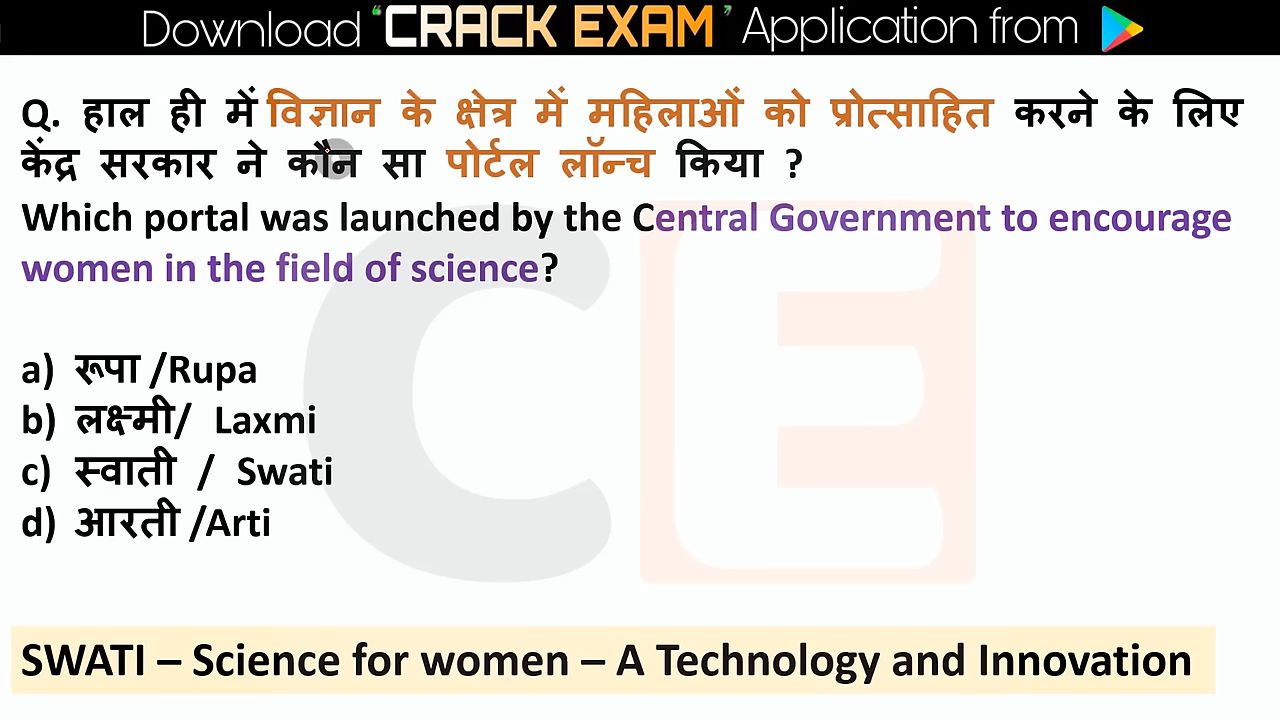 Download “CRACK EXAM” Application from
Q. हाल ही में विज्ञान के क्षेत्र में महिलाओं को प्रोत्साहित करने के लिए
केंद्र सरकार ने कौन सा पोर्टल लॉन्च किया ?
Which portal was launched by the Central Government to encourage
women in the field of science?
a) रूपा /Rupa
b) लक्ष्मी/ Laxmi
c) स्वाती / Swati
d) आरती /Arti
CE
SWATI – Science for women – A Technology and Innovation